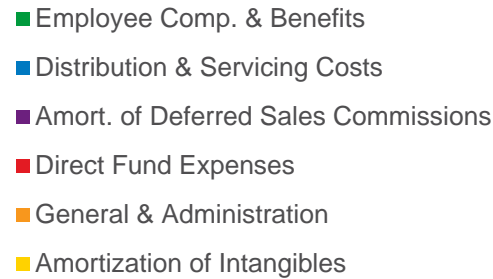 Employee Comp. & Benefits
Distribution & Servicing Costs
Amort. of Deferred Sales Commissions
Direct Fund Expenses
General & Administration
Amortization of Intangibles